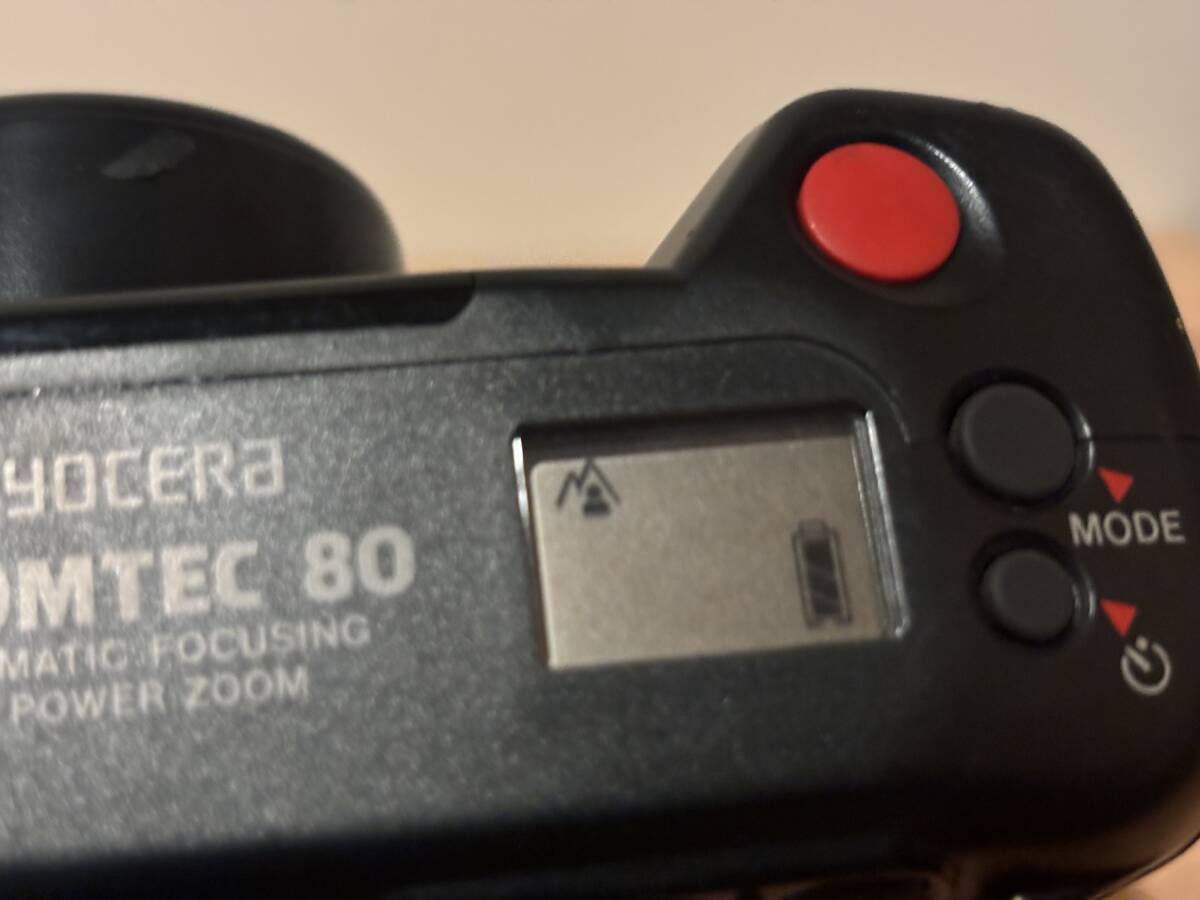 YOCERA
OMTEC 80
MATIC FOCUSING
POWER ZOOM
MODE